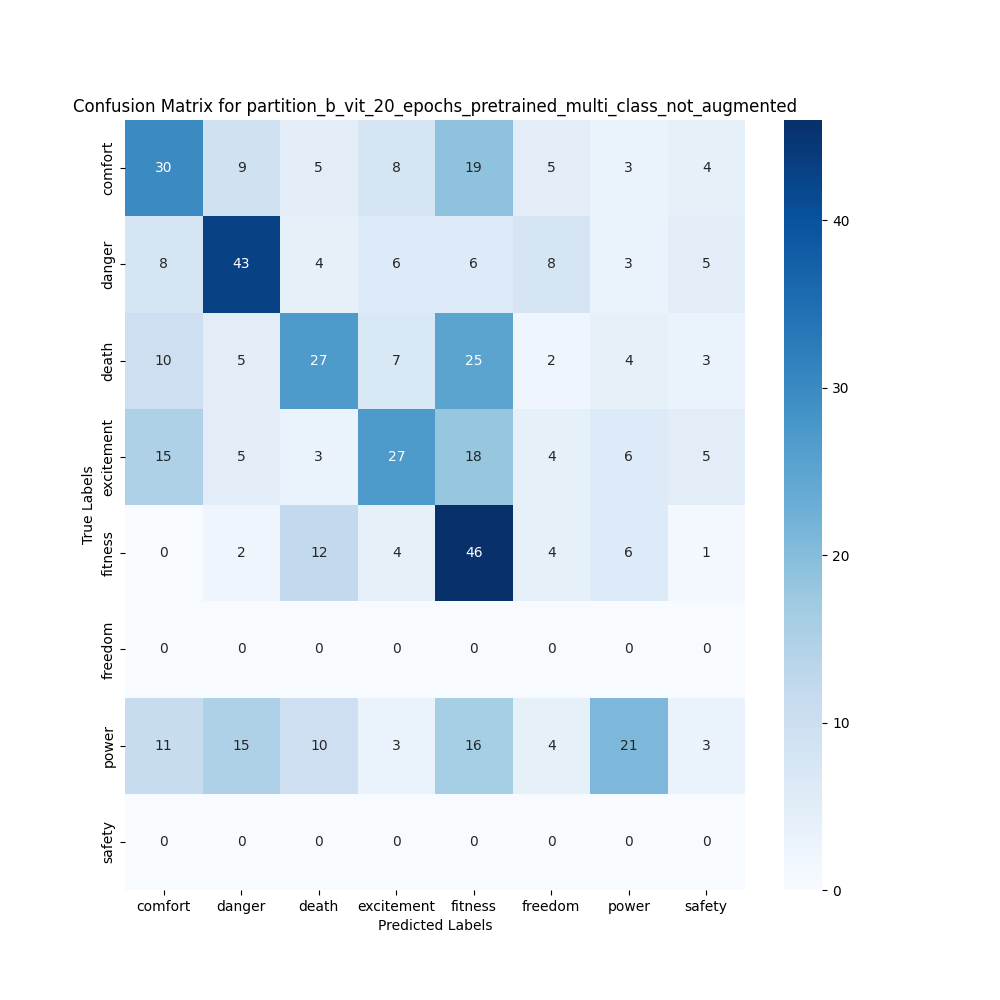 Confusion Matrix for partition_b_vit_20_epochs_pretrained_multi_class_not_augmented
True Labels
comfort 30 9 5 8 19 5 3 4
danger 8 43 4 6 6 8 3 5
death 10 5 27 7 25 2 4 3
excitement 15 5 3 27 18 4 6 5
fitness 0 2 12 4 46 4 6 1
freedom 0 0 0 0 0 0 0 0
power 11 15 10 3 16 4 21 3
safety 0 0 0 0 0 0 0 0
comfort danger death excitement fitness freedom power safety
Predicted Labels
40
30
20
10
0